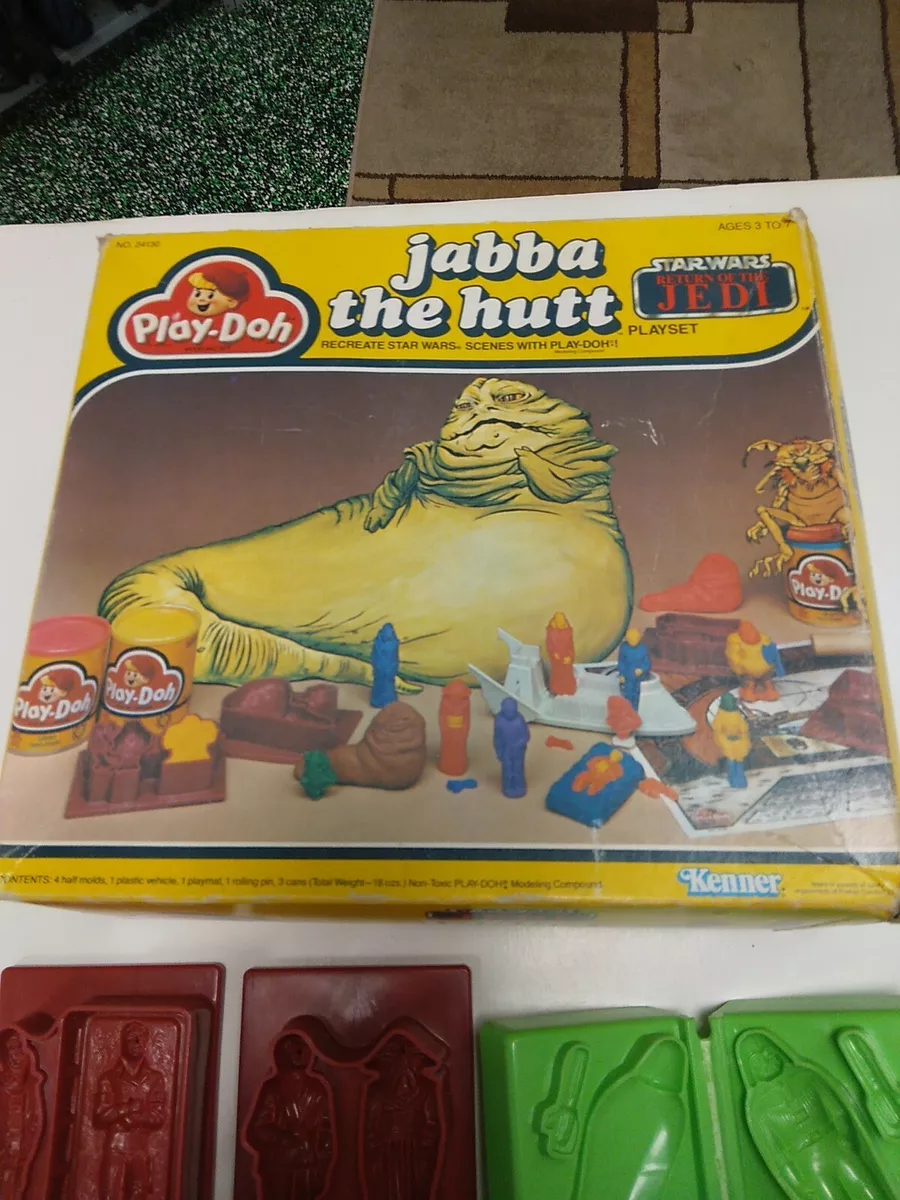 NO. 24130
AGES 3 TO 7
jabba
the hutt
Play-Doh
STAR WARS
RETURN OF THE
JEDI
PLAYSET
RECREATE STAR WARS® SCENES WITH PLAY-DOH‡!
Modeling Compound
Play-D
Play-Doh
Play-Doh
CONTENTS: 4 half molds, 1 plastic vehicle, 1 playmat, 1 rolling pin, 3 cans (Total Weight—18 ozs.) Non-Toxic PLAY-DOH‡ Modeling Compound
Kenner